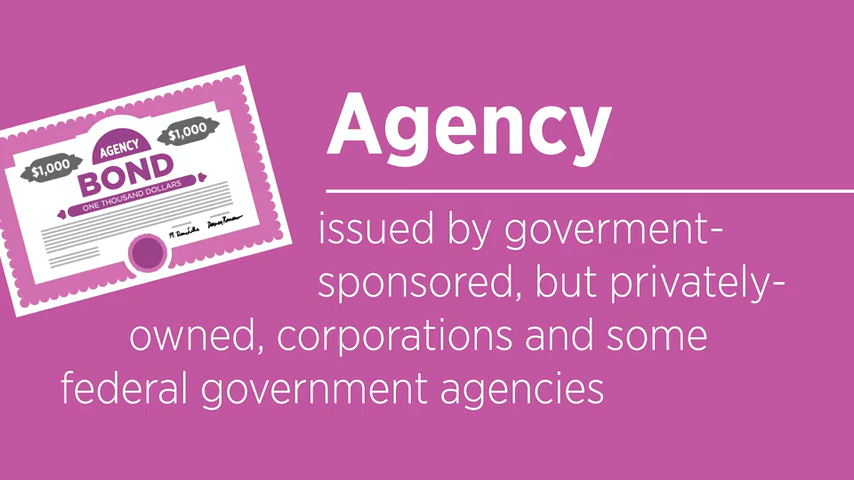 Agency
issued by goverment-
sponsored, but privately-
owned, corporations and some
federal government agencies
$1,000
$1,000
AGENCY
BOND
ONE THOUSAND DOLLARS